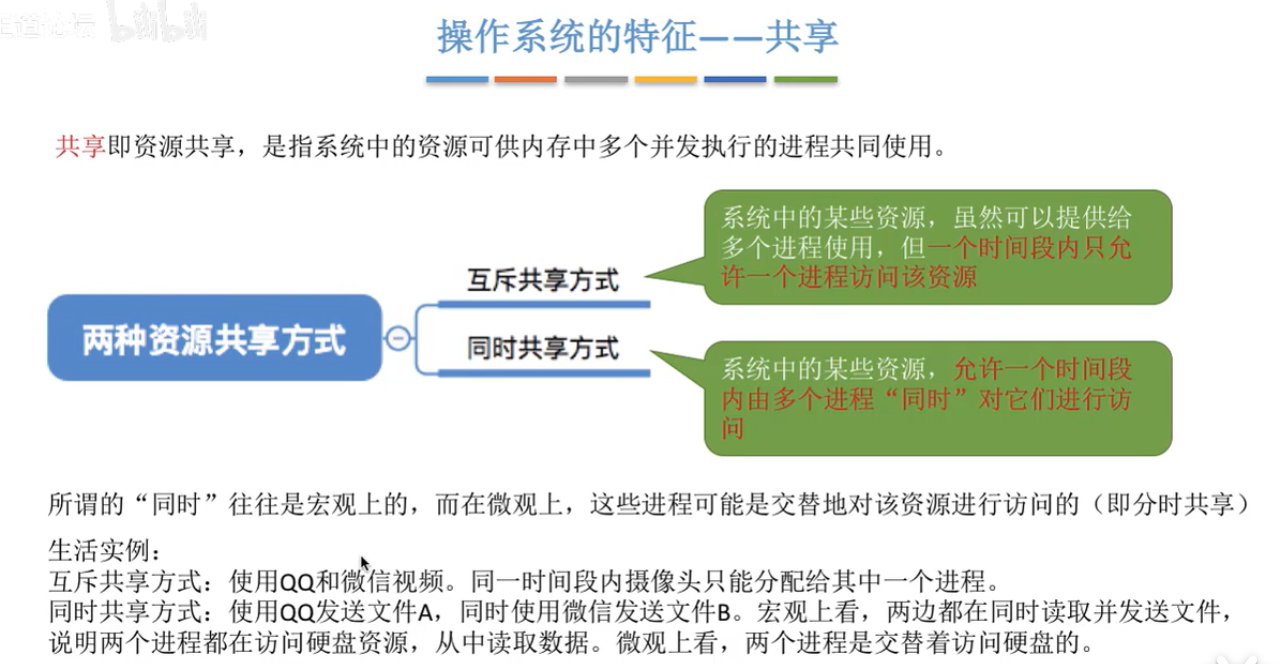 bilibili
操作系统的特征——共享
共享即资源共享，是指系统中的资源可供内存中多个并发执行的进程共同使用。
两种资源共享方式
互斥共享方式
系统中的某些资源，虽然可以提供给
多个进程使用，但一个时间段内只允
许一个进程访问该资源
同时共享方式
系统中的某些资源，允许一个时间段
内由多个进程“同时”对它们进行访
问
所谓的“同时”往往是宏观上的，而在微观上，这些进程可能是交替地对该资源进行访问的（即分时共享）
生活实例：
互斥共享方式：使用QQ和微信视频。同一时间段内摄像头只能分配给其中一个进程。
同时共享方式：使用QQ发送文件A，同时使用微信发送文件B。宏观上看，两边都在同时读取并发送文件，
说明两个进程都在访问硬盘资源，从中读取数据。微观上看，两个进程是交替着访问硬盘的。